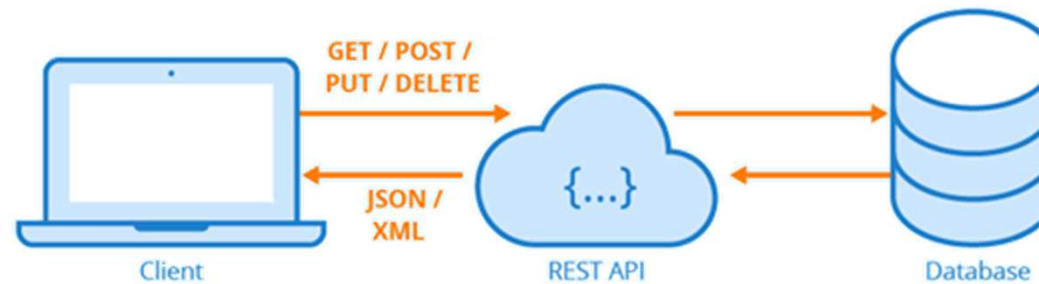 GET / POST /
PUT / DELETE
{...}
JSON /
XML
Client
REST API
Database